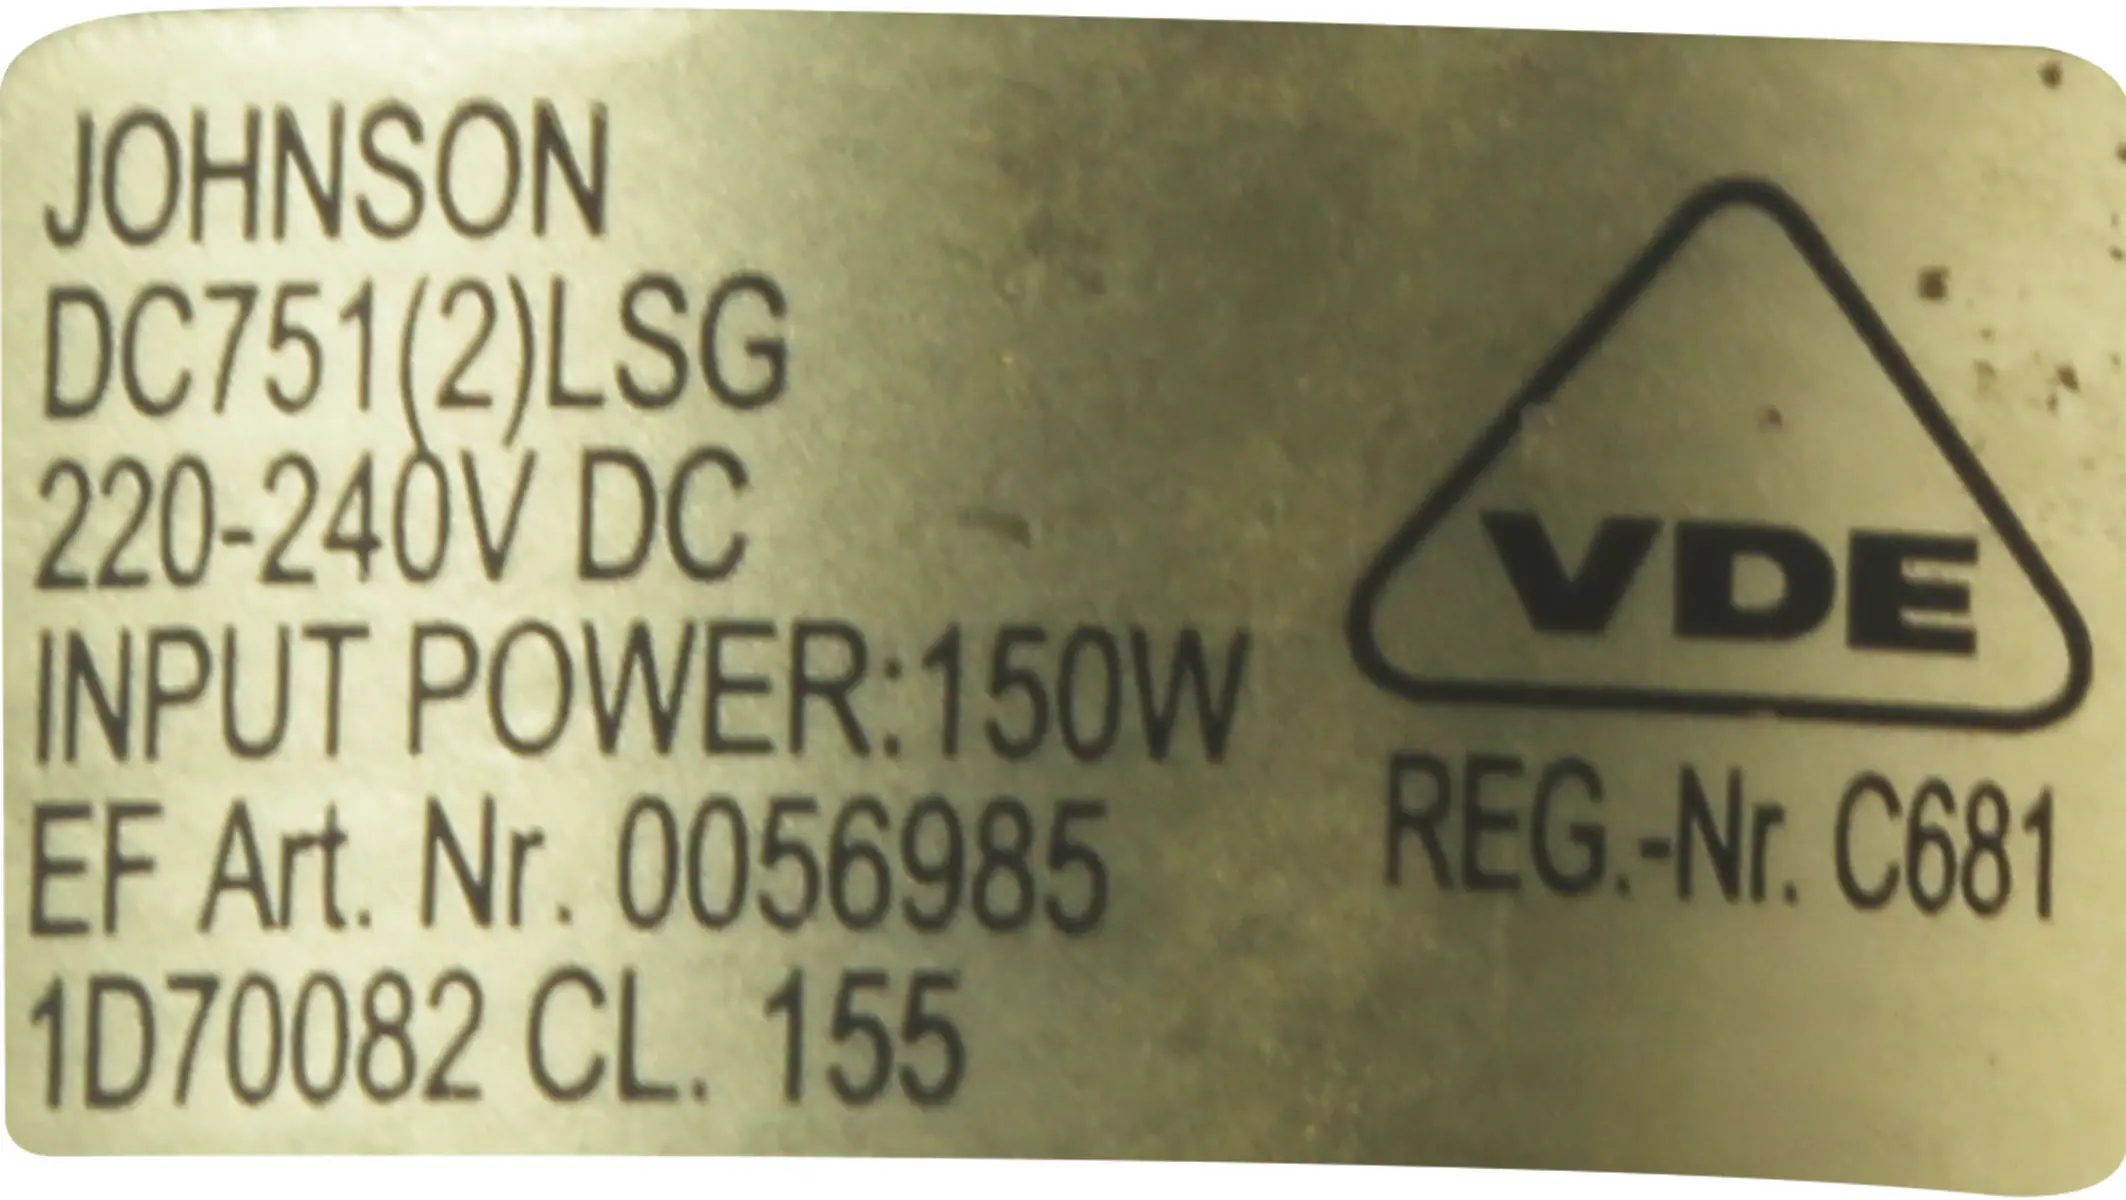 JOHNSON
DC751(2)LSG
220-240V DC
INPUT POWER:150W
EF Art. Nr. 0056985
1D70082 CL. 155
VDE
REG.-Nr. C681